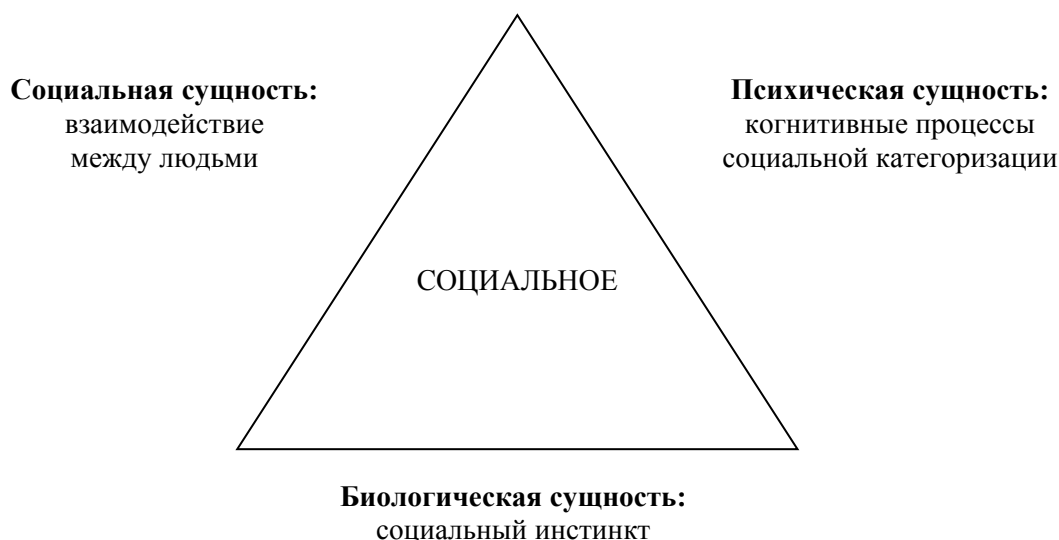 Социальная сущность:
взаимодействие
между людьми
Психическая сущность:
когнитивные процессы
социальной категоризации
СОЦИАЛЬНОЕ
Биологическая сущность:
социальный инстинкт